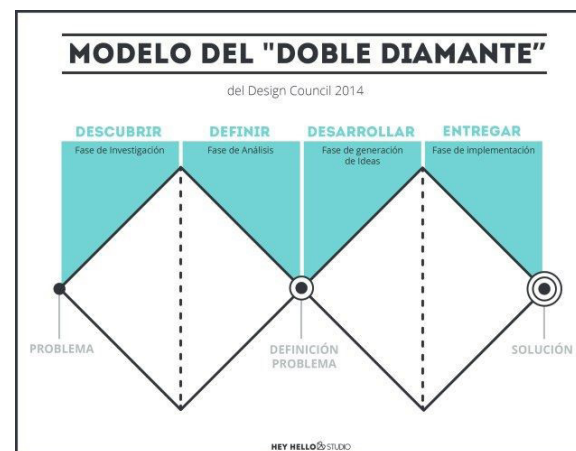 MODELO DEL "DOBLE DIAMANTE”
del Design Council 2014
DESCUBRIR
Fase de Investigación
DEFINIR
Fase de Análisis
DESARROLLAR
Fase de generación
de Ideas
ENTREGAR
Fase de implementación
PROBLEMA
DEFINICIÓN
PROBLEMA
SOLUCIÓN
HEY HELLO STUDIO